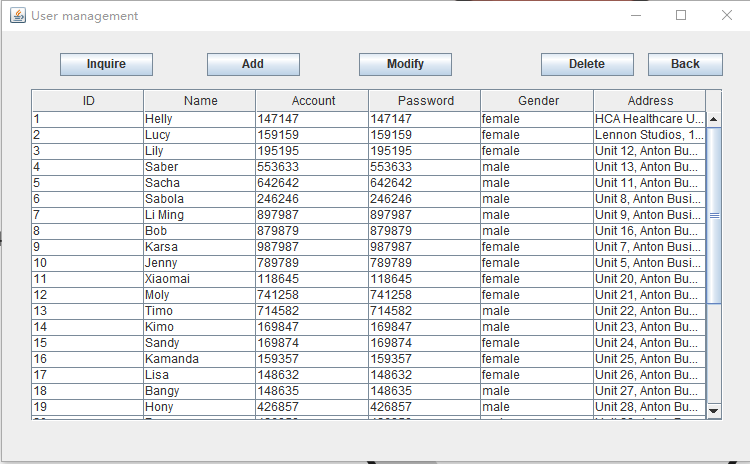 User management
Inquire Add Modify Delete Back
ID Name Account Password Gender Address
1 Helly 147147 147147 female HCA Healthcare U...
2 Lucy 159159 159159 female Lennon Studios, 1...
3 Lily 195195 195195 female Unit 12, Anton Bu...
4 Saber 553633 553633 male Unit 13, Anton Bu...
5 Sacha 642642 642642 male Unit 11, Anton Bu...
6 Sabola 246246 246246 male Unit 8, Anton Busi...
7 Li Ming 897987 897987 male Unit 9, Anton Busi...
8 Bob 879879 879879 male Unit 16, Anton Bu...
9 Karsa 987987 987987 female Unit 7, Anton Busi...
10 Jenny 789789 789789 female Unit 5, Anton Busi...
11 Xiaomai 118645 118645 female Unit 20, Anton Bu...
12 Moly 741258 741258 female Unit 21, Anton Bu...
13 Timo 714582 714582 male Unit 22, Anton Bu...
14 Kimo 169847 169847 male Unit 23, Anton Bu...
15 Sandy 169874 169874 female Unit 24, Anton Bu...
16 Kamanda 159357 159357 female Unit 25, Anton Bu...
17 Lisa 148632 148632 female Unit 26, Anton Bu...
18 Bangy 148635 148635 male Unit 27, Anton Bu...
19 Hony 426857 426857 male Unit 28, Anton Bu...